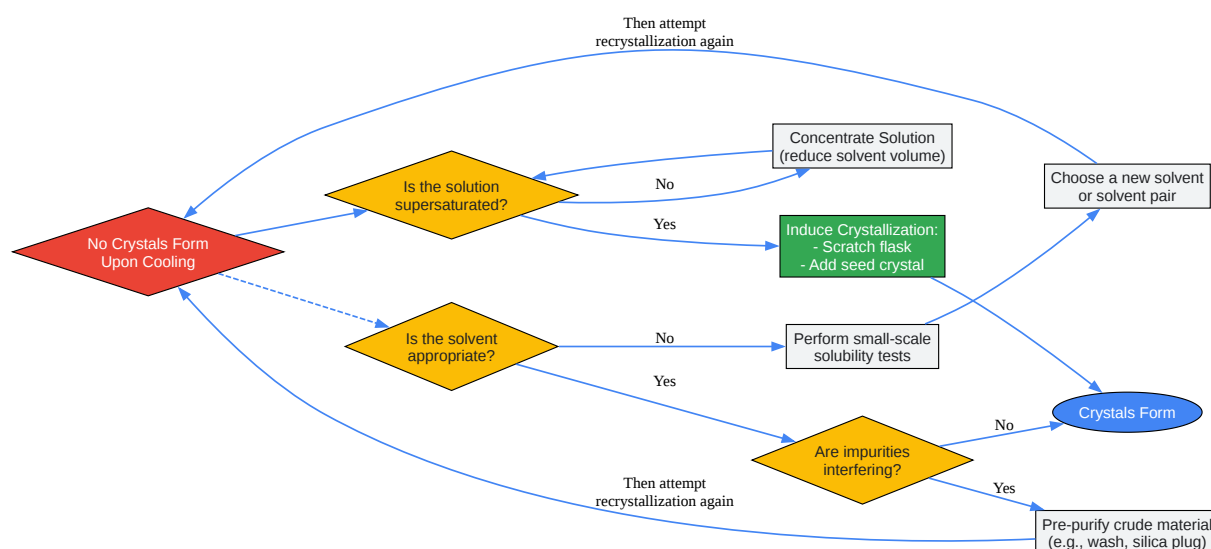 Then attempt
recrystallization again
Concentrate Solution
(reduce solvent volume)
Is the solution
supersaturated?
No
Choose a new solvent
or solvent pair
Yes
Induce Crystallization:
- Scratch flask
- Add seed crystal
No Crystals Form
Upon Cooling
Is the solvent
appropriate?
No
Perform small-scale
solubility tests
Yes
Crystals Form
No
Are impurities
interfering?
Then attempt
recrystallization again
Yes
Pre-purify crude material
(e.g., wash, silica plug)